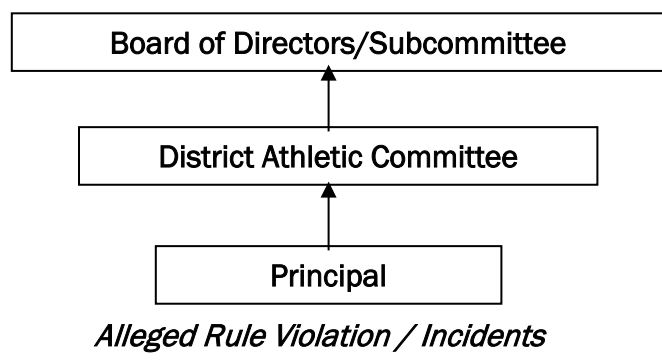 Board of Directors/Subcommittee
District Athletic Committee
Principal
Alleged Rule Violation / Incidents